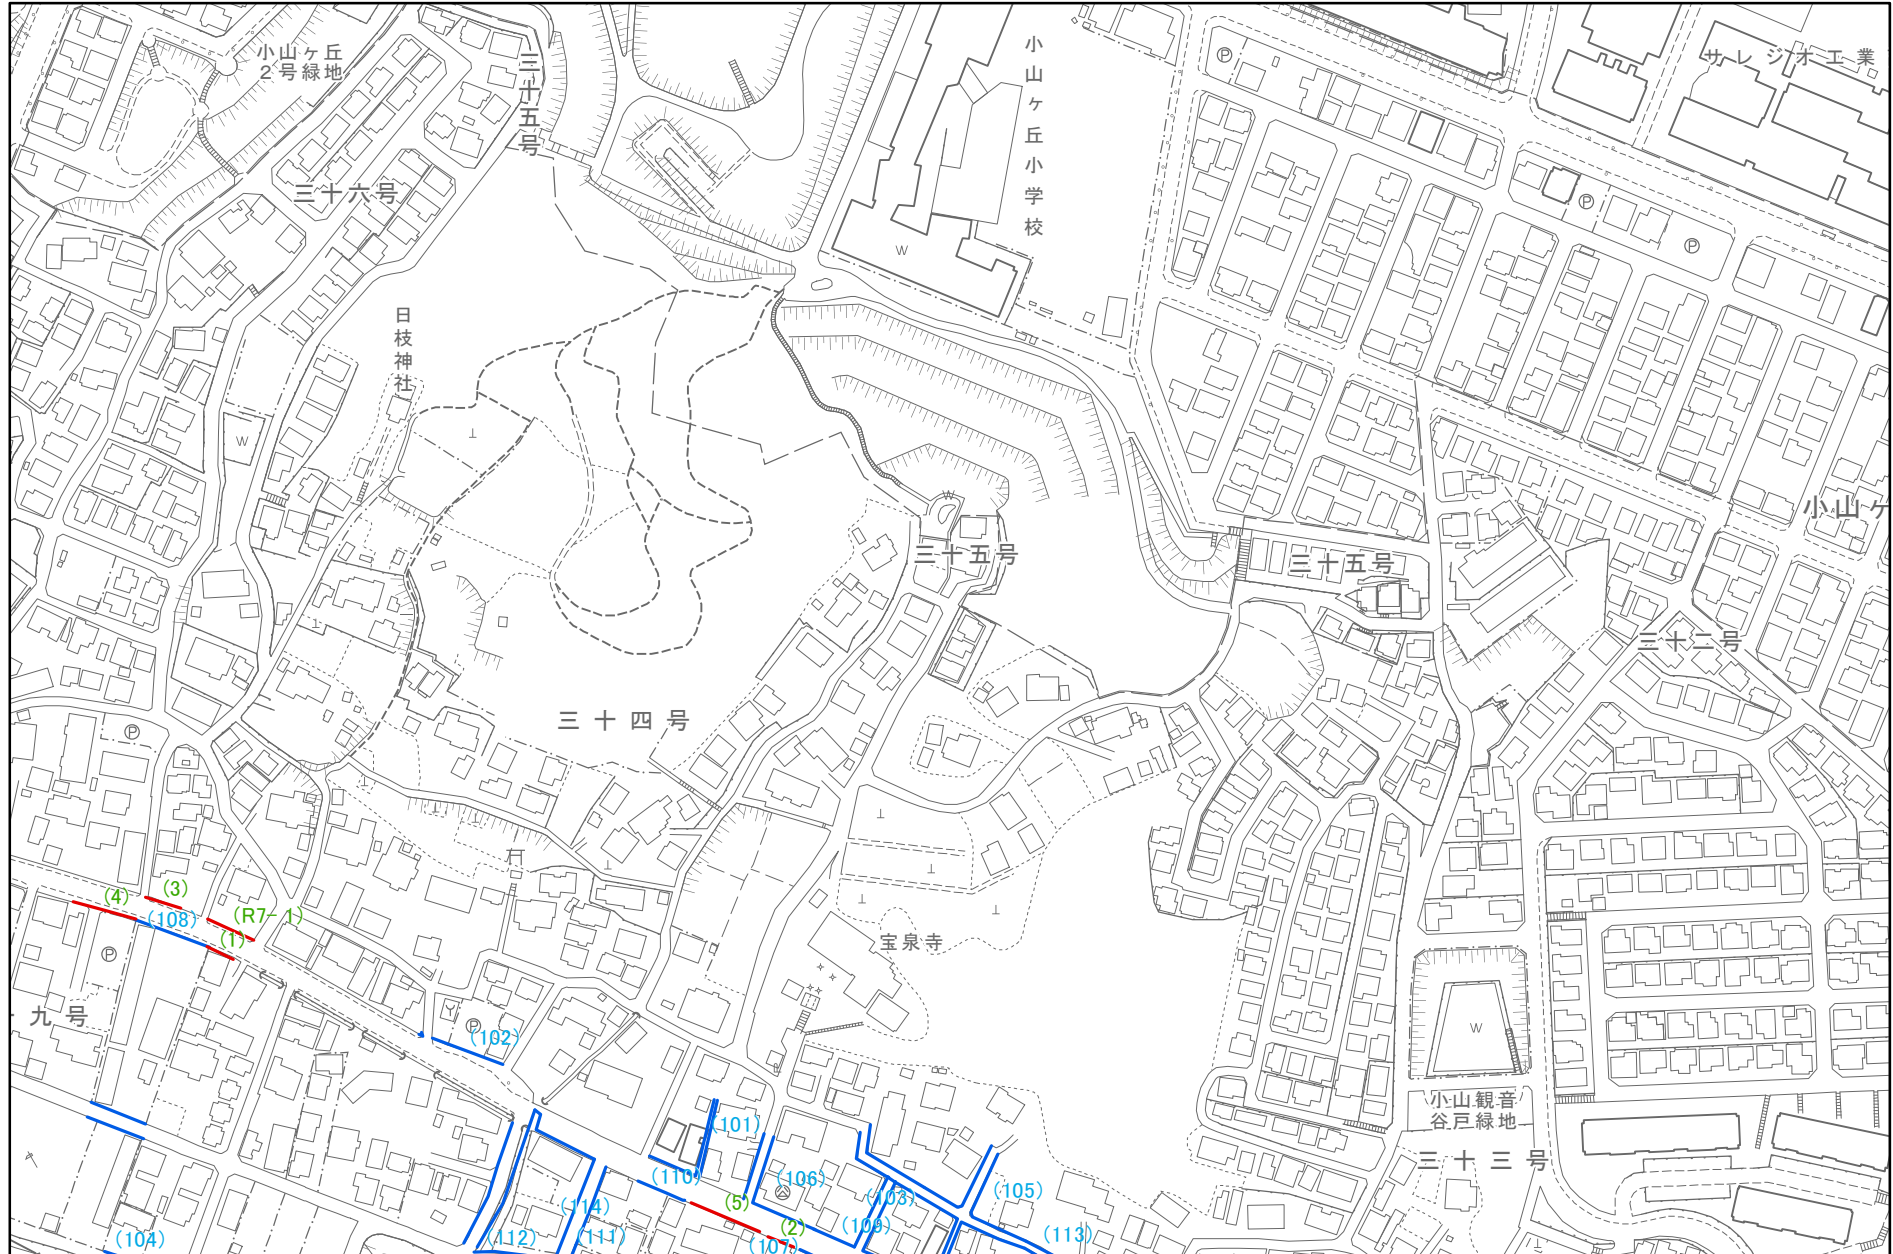 小山ヶ丘
2号緑地
三十五号
小山ヶ丘小学校
サレジオ工業
Ⓟ
三十六号
Ⓟ
Ⓟ
W
日枝神社
W
W
小山ケ
三十五号
三十五号
三十二号
三十四号
Ⓟ
(4)
(3)
(R7-1)
(108)
(1)
宝泉寺
Ⓟ
九号
Ⓟ
(102)
W
小山観音
谷戸緑地
三十三号
(101)
(110)
(106)
(103)
(105)
(114)
(5)
(2)
(109)
(113)
(104)
(112)
(111)
(107)